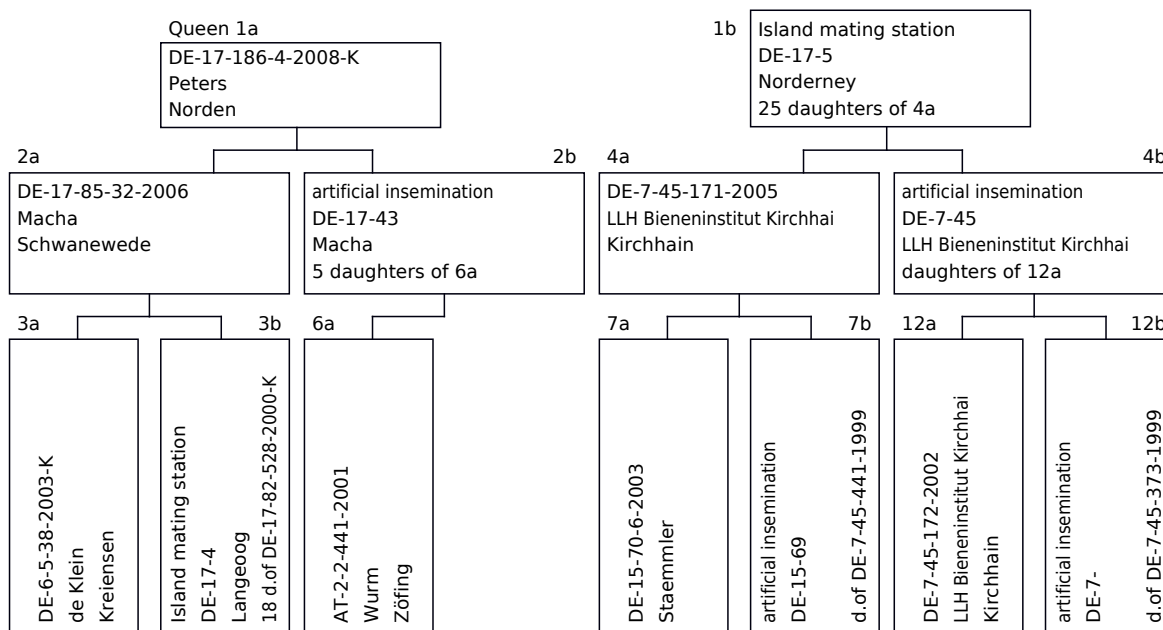 Queen 1a
DE-17-186-4-2008-K
Peters
Norden
1b
Island mating station
DE-17-5
Norderney
25 daughters of 4a
2a
DE-17-85-32-2006
Macha
Schwanewede
2b
artificial insemination
DE-17-43
Macha
5 daughters of 6a
4a
DE-7-45-171-2005
LLH Bieneninstitut Kirchhai
Kirchhain
4b
artificial insemination
DE-7-45
LLH Bieneninstitut Kirchhai
daughters of 12a
3a
DE-6-5-38-2003-K
de Klein
Kreiensen
3b
Island mating station
DE-17-4
Langeoog
18 d.of DE-17-82-528-2000-K
6a
AT-2-2-441-2001
Wurm
Zöfing
7a
DE-15-70-6-2003
Staemmler
7b
artificial insemination
DE-15-69
d.of DE-7-45-441-1999
12a
DE-7-45-172-2002
LLH Bieneninstitut Kirchhai
Kirchhain
12b
artificial insemination
DE-7-
d.of DE-7-45-373-1999